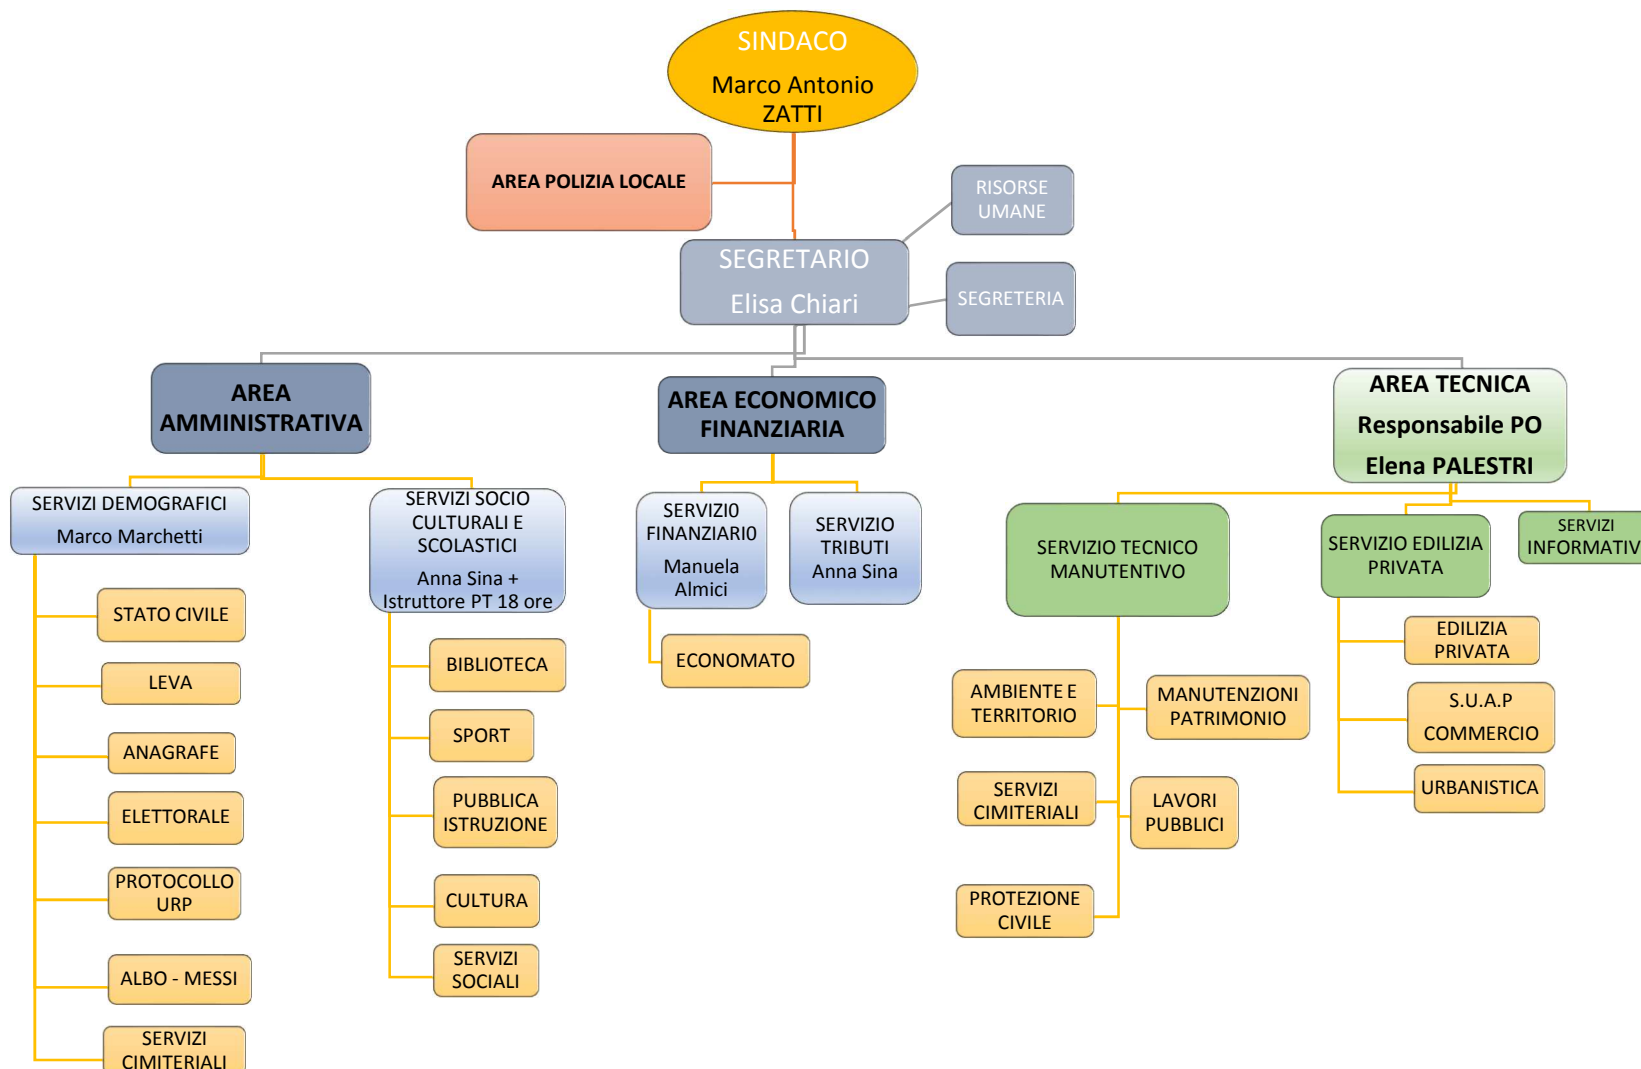 SINDACO
Marco Antonio
ZATTI
AREA POLIZIA LOCALE
RISORSE
UMANE
SEGRETARIO
Elisa Chiari
SEGRETERIA
AREA
AMMINISTRATIVA
AREA ECONOMICO
FINANZIARIA
AREA TECNICA
Responsabile PO
Elena PALESTRI
SERVIZI DEMOGRAFICI
Marco Marchetti
SERVIZI SOCIO
CULTURALI E
SCOLASTICI
Anna Sina +
Istruttore PT 18 ore
SERVIZI0
FINANZIARI0
Manuela
Almici
SERVIZIO
TRIBUTI
Anna Sina
SERVIZIO TECNICO
MANUTENTIVO
SERVIZIO EDILIZIA
PRIVATA
SERVIZI
INFORMATIV
STATO CIVILE
LEVA
ANAGRAFE
ELETTORALE
PROTOCOLLO
URP
ALBO - MESSI
SERVIZI
CIMITERIALI
BIBLIOTECA
SPORT
PUBBLICA
ISTRUZIONE
CULTURA
SERVIZI
SOCIALI
ECONOMATO
AMBIENTE E
TERRITORIO
MANUTENZIONI
PATRIMONIO
SERVIZI
CIMITERIALI
LAVORI
PUBBLICI
PROTEZIONE
CIVILE
EDILIZIA
PRIVATA
S.U.A.P
COMMERCIO
URBANISTICA